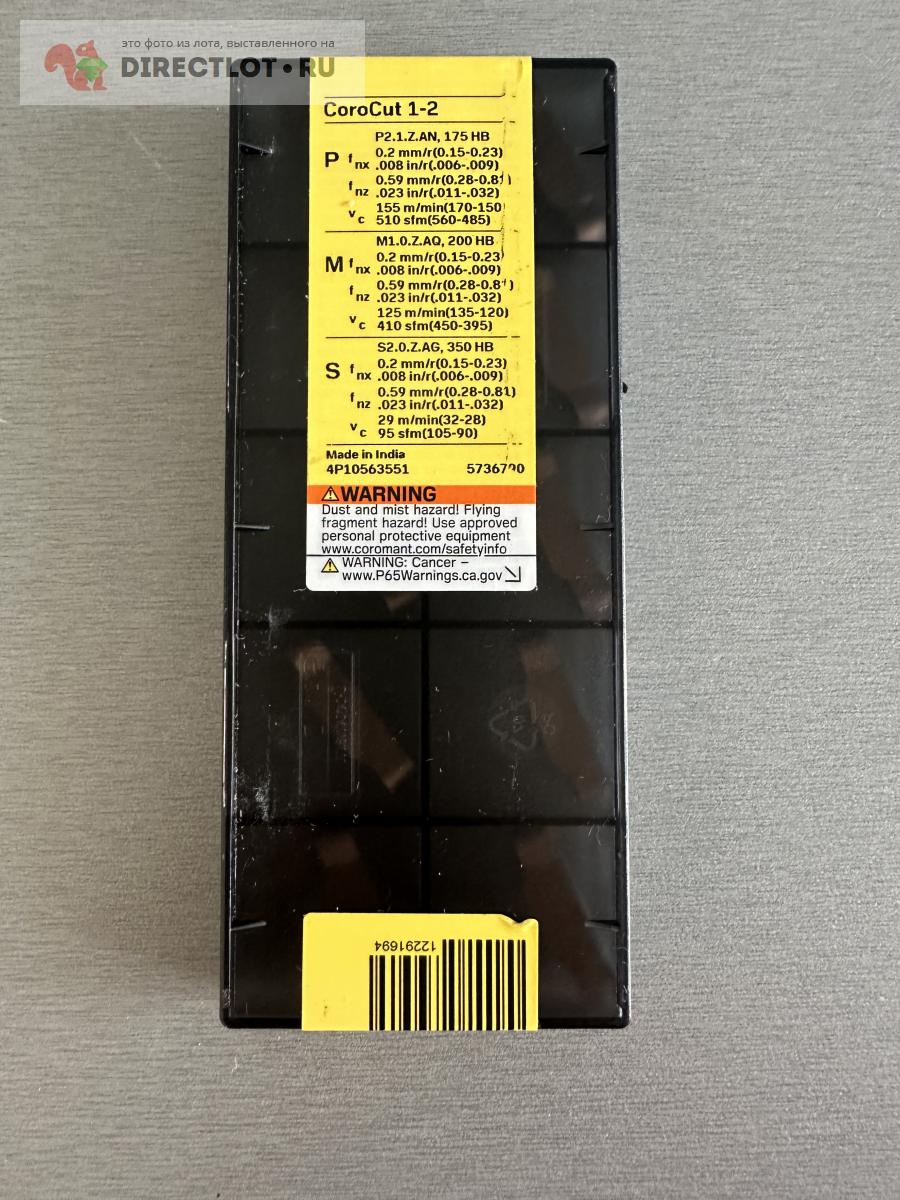 это фото из лота, выставленного на
DIRECTLOT•RU
CoroCut 1-2
P2.1.Z.AN, 175 HB
P fnx 0.2 mm/r(0.15-0.23)
.008 in/r(.006-.009)
fnz 0.59 mm/r(0.28-0.81)
.023 in/r(.011-.032)
vc 155 m/min(170-150)
510 sfm(560-485)
M1.0.Z.AQ, 200 HB
M fnx 0.2 mm/r(0.15-0.23)
.008 in/r(.006-.009)
fnz 0.59 mm/r(0.28-0.81)
.023 in/r(.011-.032)
vc 125 m/min(135-120)
410 sfm(450-395)
S2.0.Z.AG, 350 HB
S fnx 0.2 mm/r(0.15-0.23)
.008 in/r(.006-.009)
fnz 0.59 mm/r(0.28-0.81)
.023 in/r(.011-.032)
vc 29 m/min(32-28)
95 sfm(105-90)
Made in India
4P10563551
⚠WARNING
Dust and mist hazard! Flying
fragment hazard! Use approved
personal protective equipment
www.coromant.com/safetyinfo
⚠ WARNING: Cancer –
www.P65Warnings.ca.gov
12291694